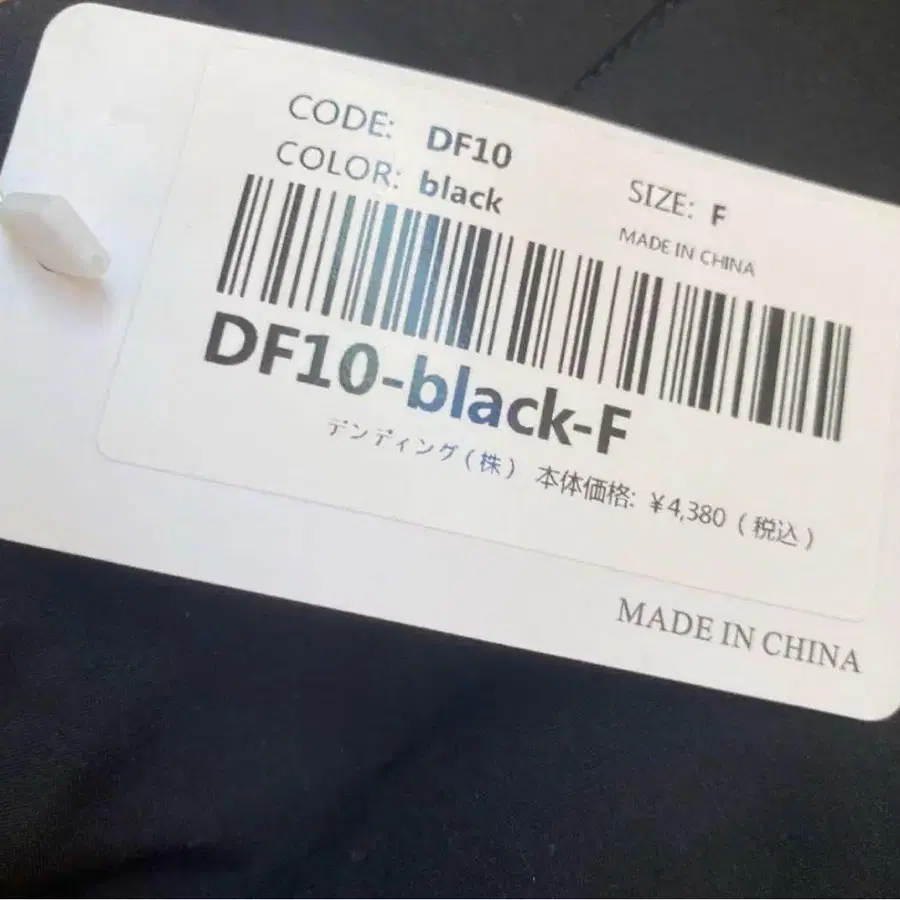 CODE: DF10
COLOR: black
SIZE: F
MADE IN CHINA
DF10-black-F
デンディング(株) 本体価格: ¥4,380 (税込)
MADE IN CHINA